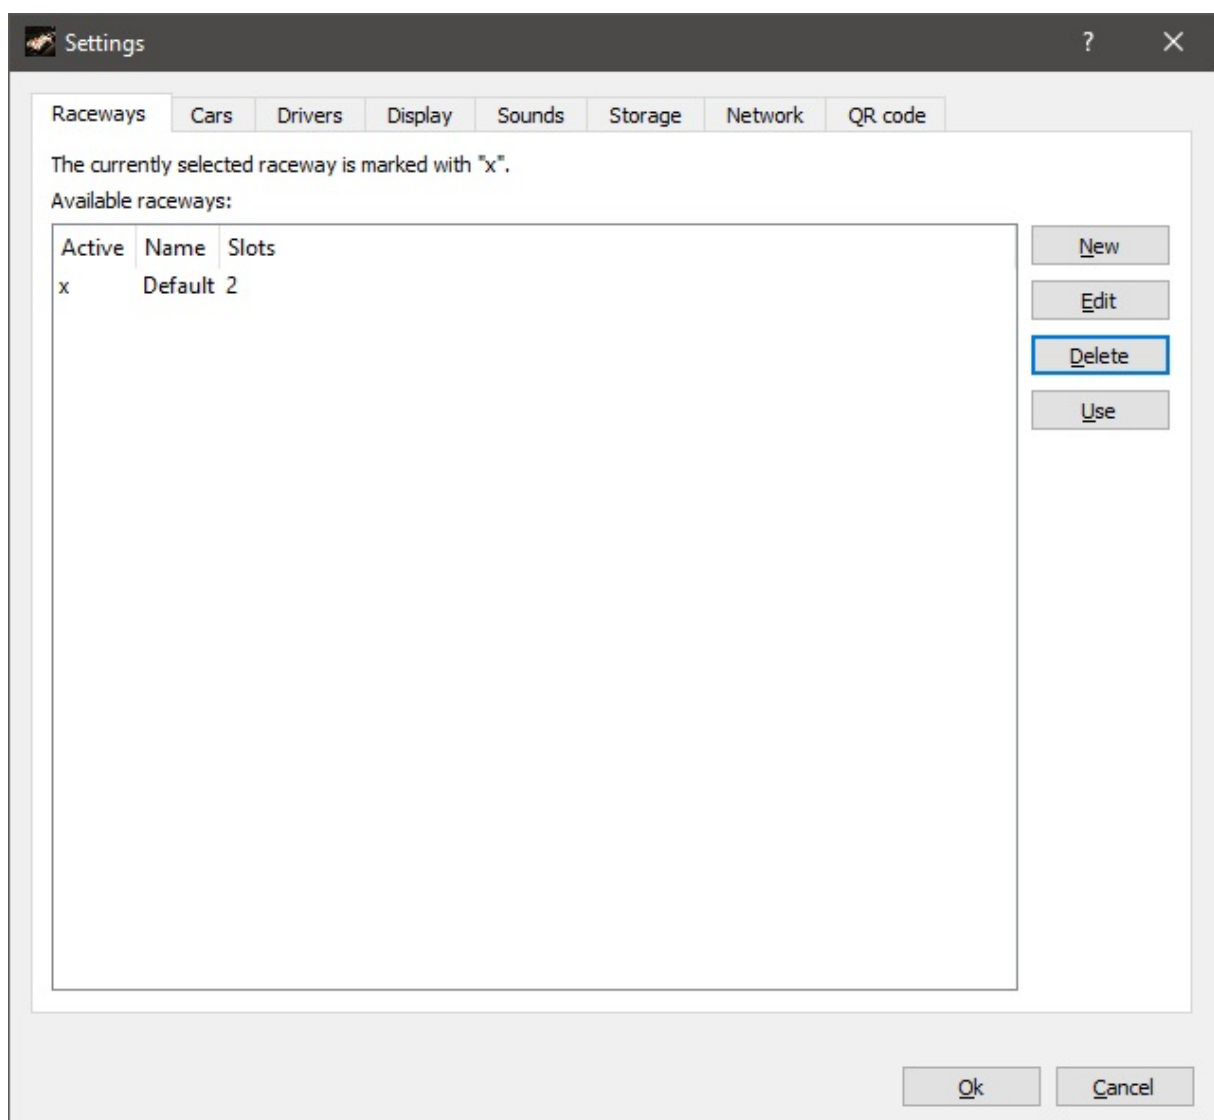 Settings
?
Raceways Cars Drivers Display Sounds Storage Network QR code
The currently selected raceway is marked with "x".
Available raceways:
Active Name Slots
x Default 2
New
Edit
Delete
Use
Ok Cancel